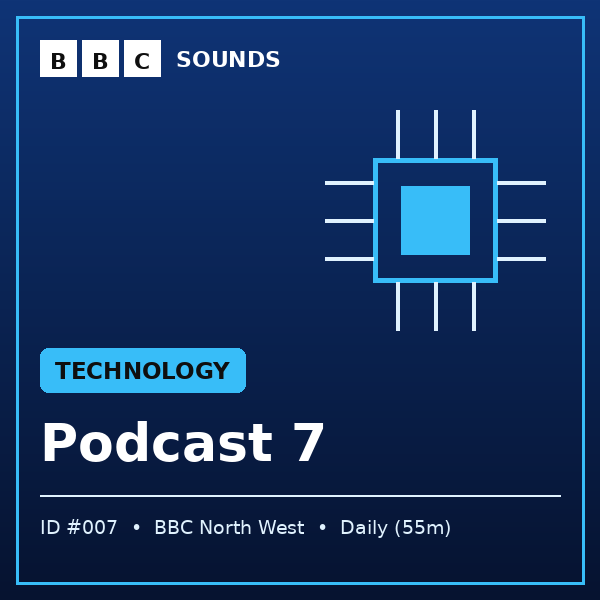 BBC SOUNDS
TECHNOLOGY
Podcast 7
ID #007 • BBC North West • Daily (55m)